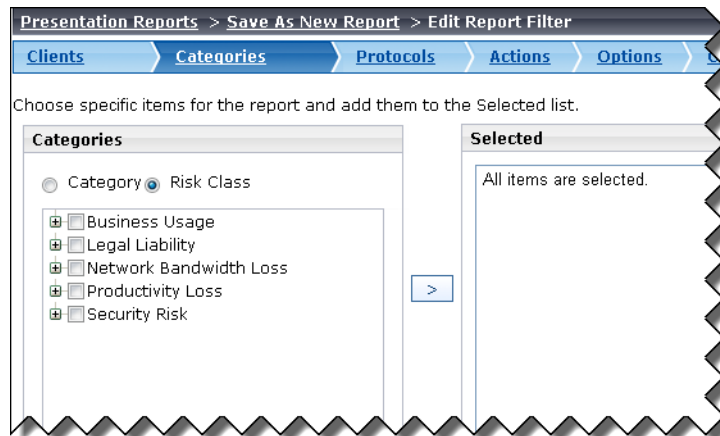 Presentation Reports > Save As New Report > Edit Report Filter
Clients Categories Protocols Actions Options
Choose specific items for the report and add them to the Selected list.
Categories Selected
Category Risk Class All items are selected.
Business Usage
Legal Liability
Network Bandwidth Loss
>
Productivity Loss
Security Risk